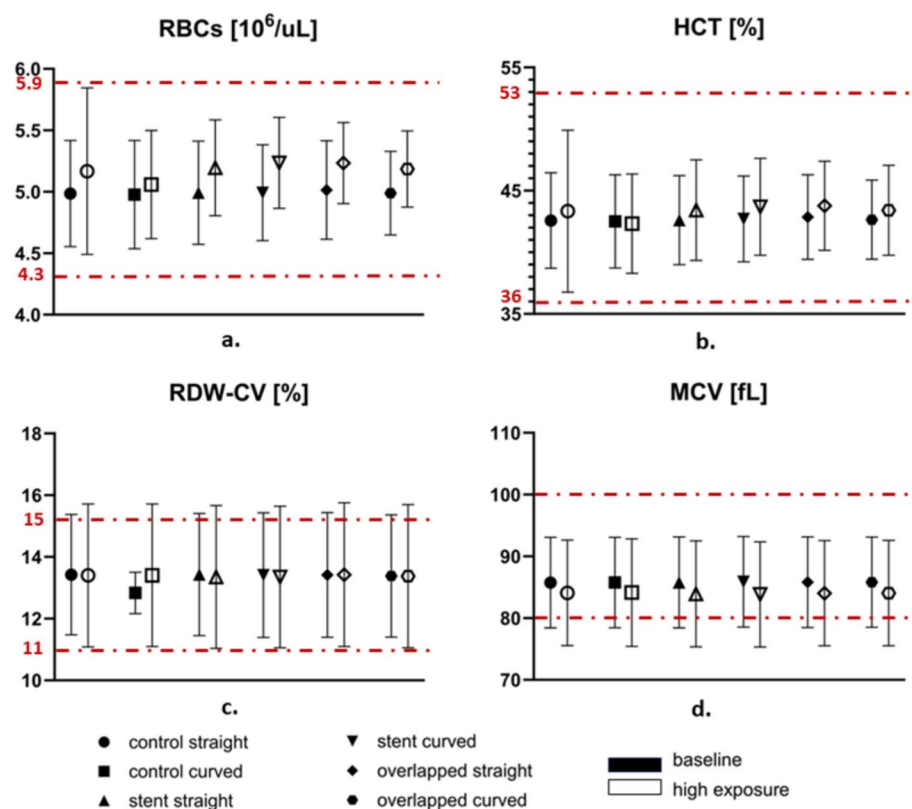 RBCs [10⁶/uL]
6.0
5.9
5.5
5.0
4.5
4.3
4.0
a.
HCT [%]
55
53
45
36
35
b.
RDW-CV [%]
18
16
15
14
12
11
10
c.
MCV [fL]
100
110
90
80
70
d.
control straight
control curved
stent straight
stent curved
overlapped straight
overlapped curved
baseline
high exposure